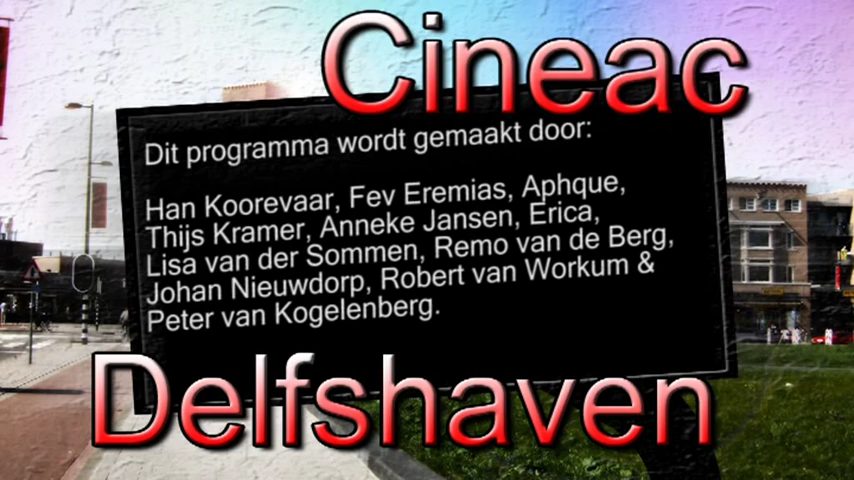 Cineac
Dit programma wordt gemaakt door:
Han Koorevaar, Fev Eremias, Aphque,
Thijs Kramer, Anneke Jansen, Erica,
Lisa van der Sommen, Remo van de Berg,
Johan Nieuwdorp, Robert van Workum &
Peter van Kogelenberg.
Delfshaven